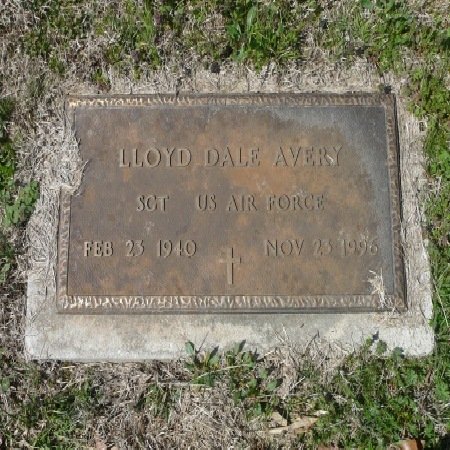 LLOYD DALE AVERY
SGT US AIR FORCE
FEB 23 1940 NOV 23 1996